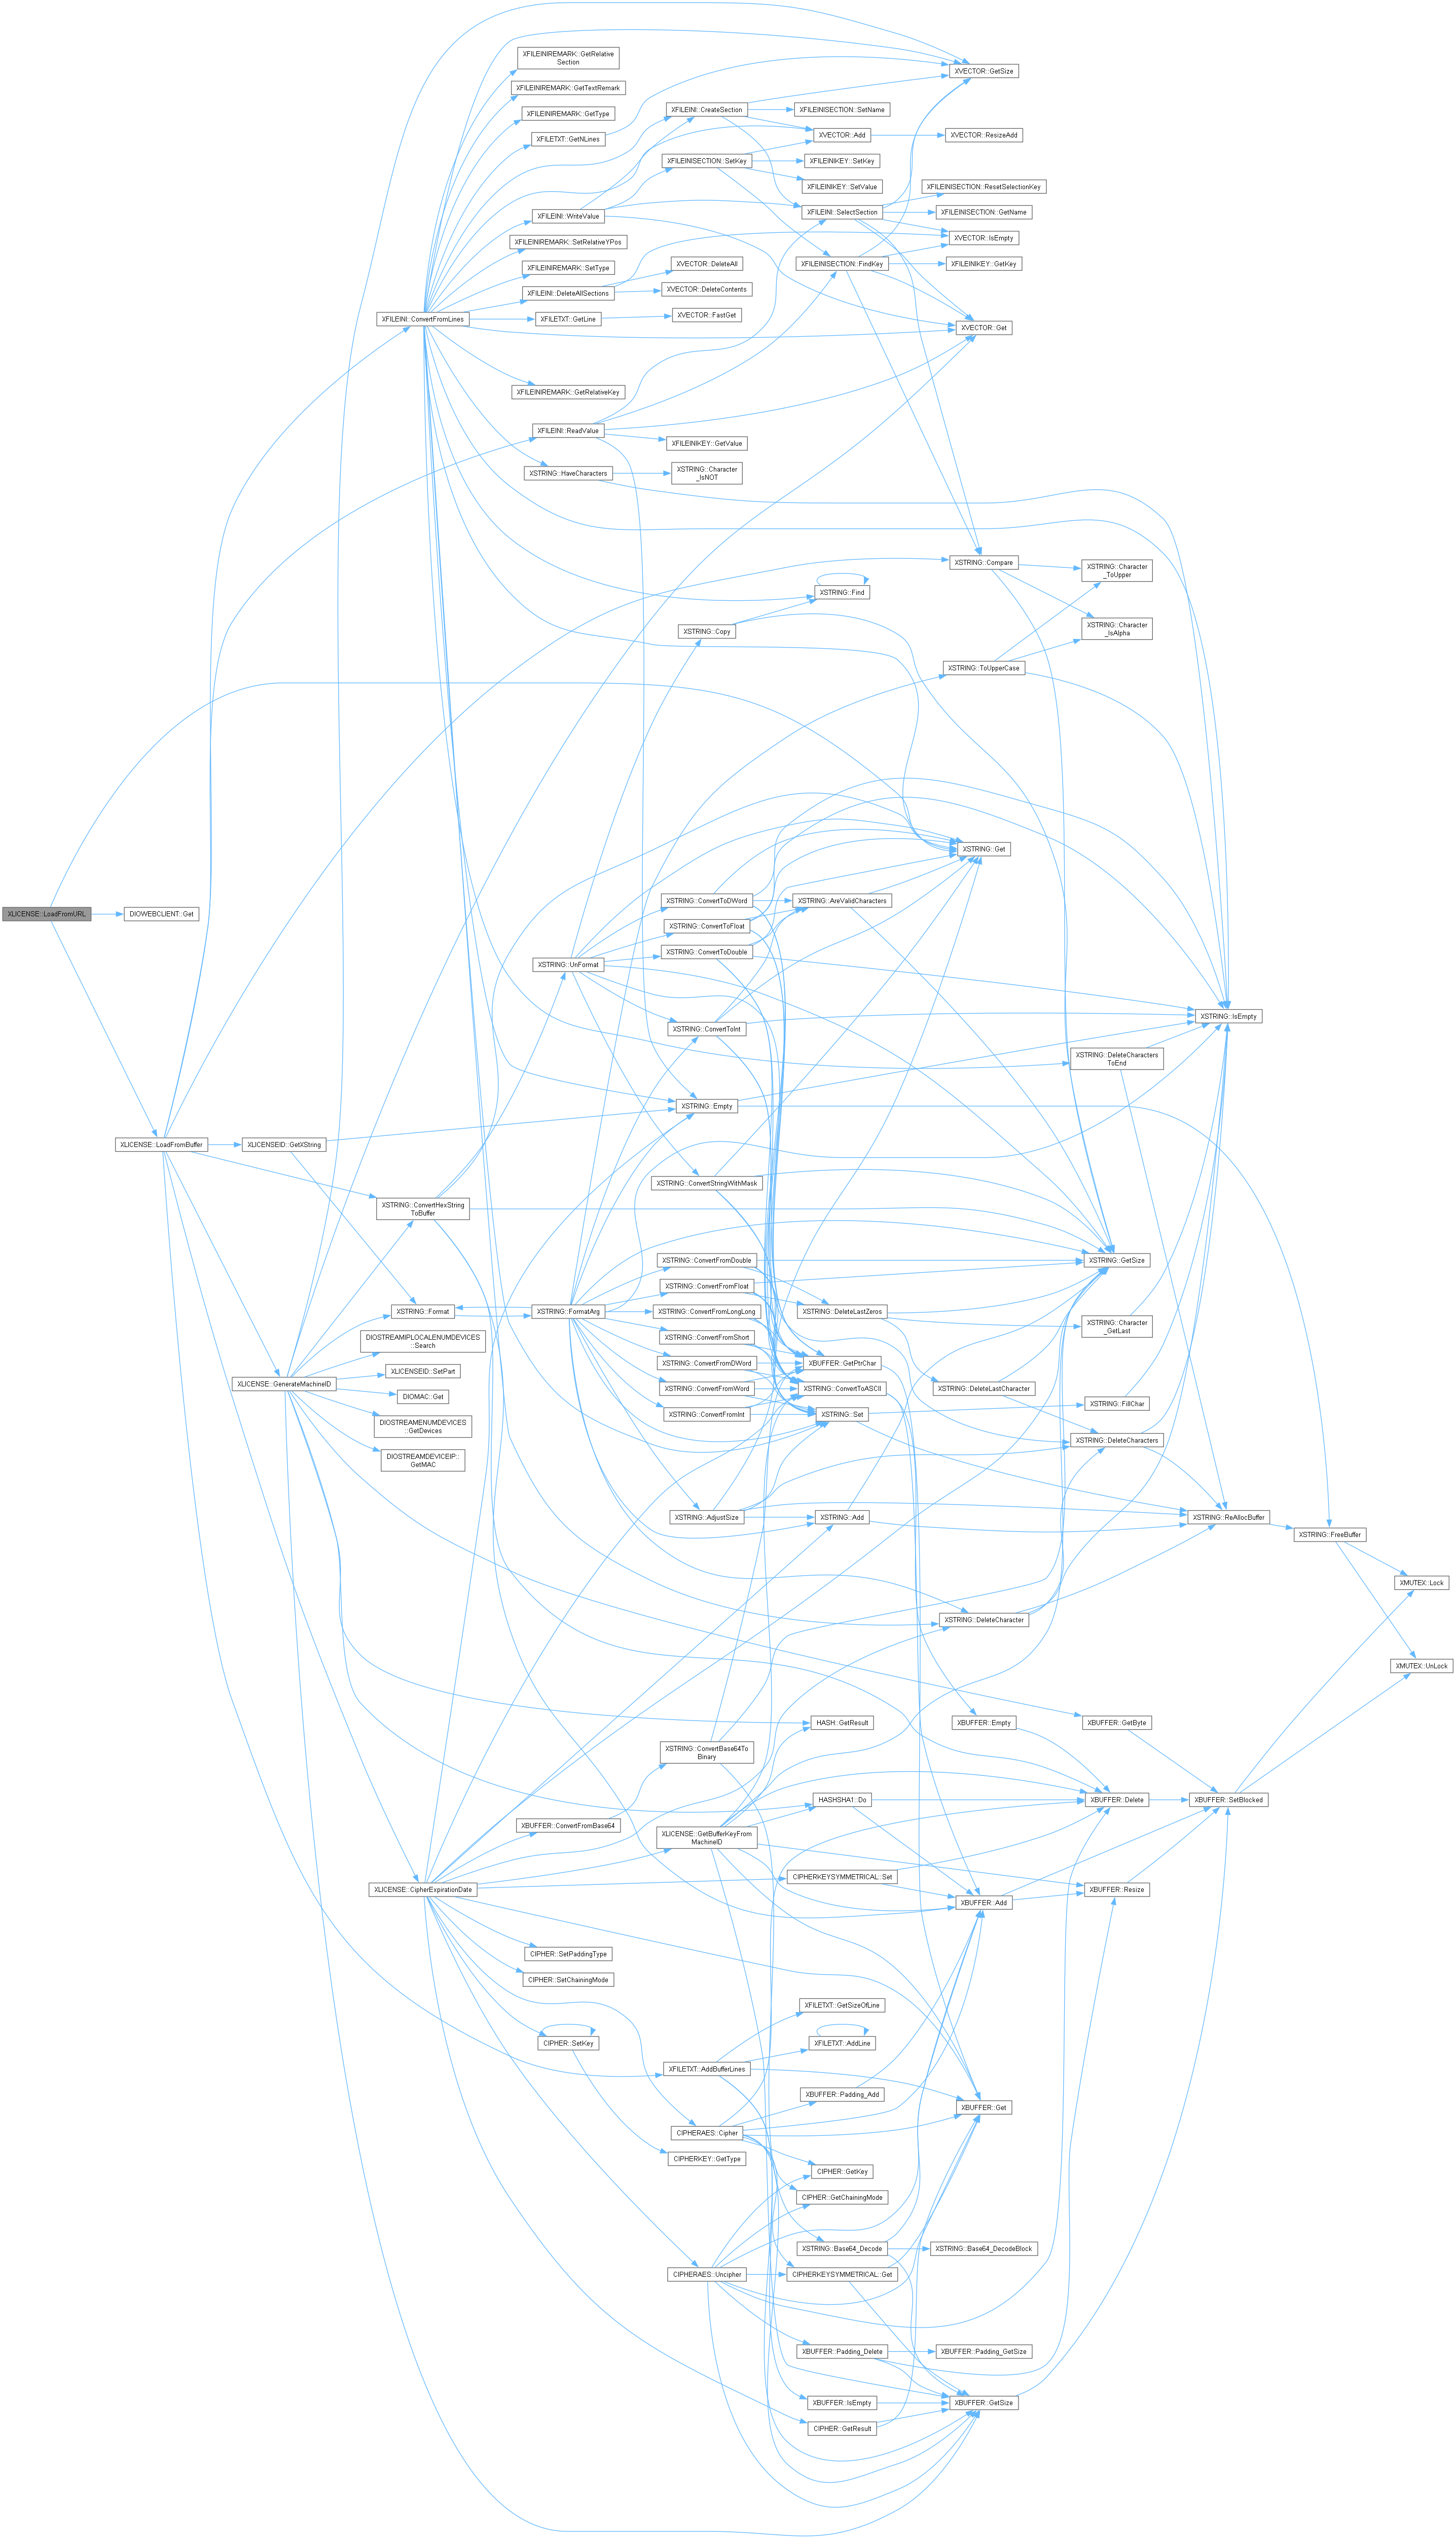 XFILEINIREMARK::GetRelative
Section
XFILEINIREMARK::GetTextRemark
XFILEINIREMARK::GetType
XFILETXT::GetNLines
XFILEINI::CreateSection
XFILEINISECTION::SetKey
XFILEINI::WriteValue
XFILEINIREMARK::SetRelativeYPos
XFILEINIREMARK::SetType
XFILEINI::DeleteAllSections
XFILEINI::ConvertFromLines
XFILETXT::GetLine
XFILEINIREMARK::GetRelativeKey
XFILEINI::ReadValue
XSTRING::HaveCharacters
XVECTOR::GetSize
XFILEINISECTION::SetName
XVECTOR::Add
XVECTOR::ResizeAdd
XFILEINIKEY::SetKey
XFILEINIKEY::SetValue
XFILEINI::SelectSection
XFILEINISECTION::ResetSelectionKey
XFILEINISECTION::GetName
XVECTOR::IsEmpty
XFILEINISECTION::FindKey
XFILEINIKEY::GetKey
XVECTOR::DeleteAll
XVECTOR::DeleteContents
XVECTOR::FastGet
XVECTOR::Get
XFILEINIKEY::GetValue
XSTRING::Character
_IsNOT
XSTRING::Compare
XSTRING::Character
_ToUpper
XSTRING::Find
XSTRING::Copy
XSTRING::Character
_IsAlpha
XSTRING::ToUpperCase
XSTRING::Get
XLICENSE::LoadFromURL
DIOWEBCLIENT::Get
XSTRING::ConvertToDWord
XSTRING::AreValidCharacters
XSTRING::ConvertToFloat
XSTRING::ConvertToDouble
XSTRING::UnFormat
XSTRING::ConvertToInt
XSTRING::IsEmpty
XSTRING::DeleteCharacters
ToEnd
XSTRING::Empty
XLICENSE::LoadFromBuffer
XLICENSEID::GetXString
XSTRING::ConvertStringWithMask
XSTRING::ConvertHexString
ToBuffer
XSTRING::ConvertFromDouble
XSTRING::GetSize
XSTRING::ConvertFromFloat
XSTRING::Format
XSTRING::FormatArg
XSTRING::ConvertFromLongLong
XSTRING::DeleteLastZeros
XSTRING::Character
_GetLast
DIOSTREAMIPLOCALENUMDEVICES
::Search
XSTRING::ConvertFromShort
XSTRING::ConvertFromDWord
XBUFFER::GetPtrChar
XLICENSE::GenerateMachineID
XLICENSEID::SetPart
XSTRING::ConvertFromWord
XSTRING::ConvertToASCII
XSTRING::DeleteLastCharacter
DIOMAC::Get
XSTRING::ConvertFromInt
XSTRING::Set
XSTRING::FillChar
DIOSTREAMENUMDEVICES
::GetDevices
XSTRING::DeleteCharacters
DIOSTREAMDEVICEIP::
GetMAC
XSTRING::AdjustSize
XSTRING::Add
XSTRING::ReAllocBuffer
XSTRING::FreeBuffer
XMUTEX::Lock
XSTRING::DeleteCharacter
XMUTEX::UnLock
HASH::GetResult
XBUFFER::Empty
XBUFFER::GetByte
XSTRING::ConvertBase64To
Binary
HASHSHA1::Do
XBUFFER::Delete
XBUFFER::SetBlocked
XBUFFER::ConvertFromBase64
XLICENSE::GetBufferKeyFrom
MachineID
CIPHERKEYSYMMETRICAL::Set
XLICENSE::CipherExpirationDate
XBUFFER::Add
XBUFFER::Resize
CIPHER::SetPaddingType
CIPHER::SetChainingMode
XFILETXT::GetSizeOfLine
CIPHER::SetKey
XFILETXT::AddLine
XFILETXT::AddBufferLines
XBUFFER::Padding_Add
XBUFFER::Get
CIPHERAES::Cipher
CIPHERKEY::GetType
CIPHER::GetKey
CIPHER::GetChainingMode
XSTRING::Base64_Decode
XSTRING::Base64_DecodeBlock
CIPHERAES::Uncipher
CIPHERKEYSYMMETRICAL::Get
XBUFFER::Padding_Delete
XBUFFER::Padding_GetSize
XBUFFER::IsEmpty
XBUFFER::GetSize
CIPHER::GetResult